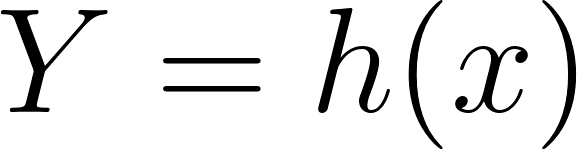 Y = h(x)